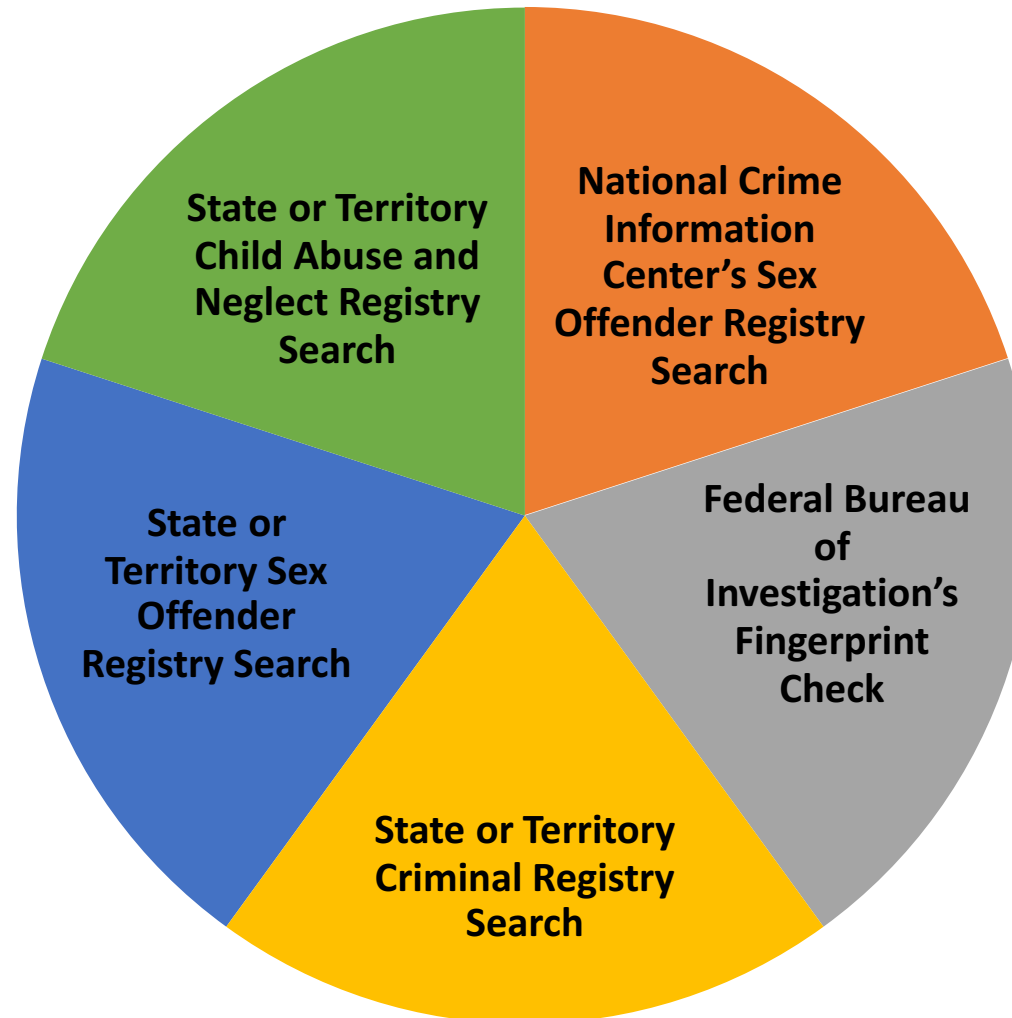 National Crime
Information
Center’s Sex
Offender Registry
Search
Federal Bureau
of
Investigation’s
Fingerprint
Check
State or Territory
Criminal Registry
Search
State or
Territory Sex
Offender
Registry Search
State or Territory
Child Abuse and
Neglect Registry
Search